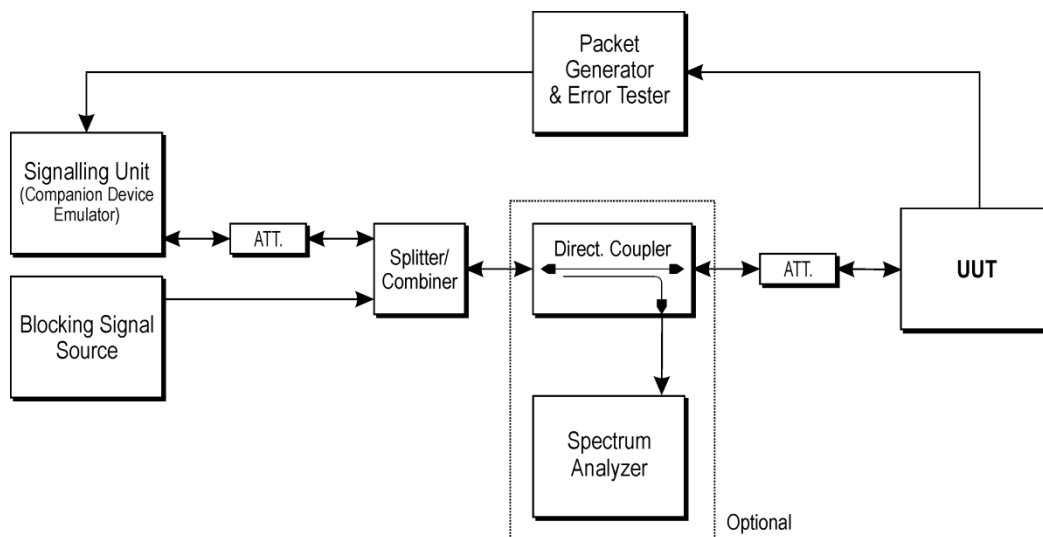 Packet
Generator
& Error Tester
Signalling Unit
(Companion Device
Emulator)
ATT.
Splitter/
Combiner
Direct. Coupler
ATT.
UUT
Blocking Signal
Source
Spectrum
Analyzer
Optional